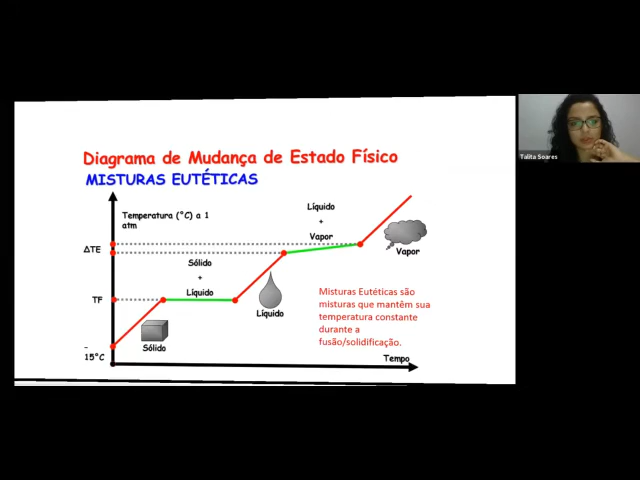 Diagrama de Mudança de Estado Físico
MISTURAS EUTÉTICAS
Temperatura (°C) a 1
atm
Líquido
+
Vapor
ΔTE
Vapor
Sólido
+
Líquido
TF
Líquido
Misturas Eutéticas são
misturas que mantêm sua
temperatura constante
durante a
fusão/solidificação.
Sólido
-
15°C
Tempo
Talita Soares